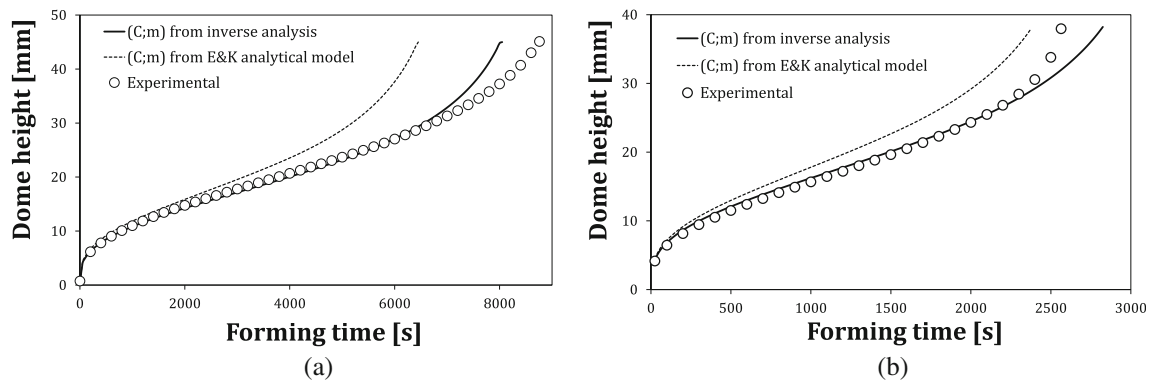 50
40
30
20
10
0
Dome height [mm]
(C;m) from inverse analysis
(C;m) from E&K analytical model
Experimental
0 2000 4000 6000 8000
Forming time [s]
(a)
40
30
20
10
0
Dome height [mm]
(C;m) from inverse analysis
(C;m) from E&K analytical model
Experimental
0 500 1000 1500 2000 2500 3000
Forming time [s]
(b)